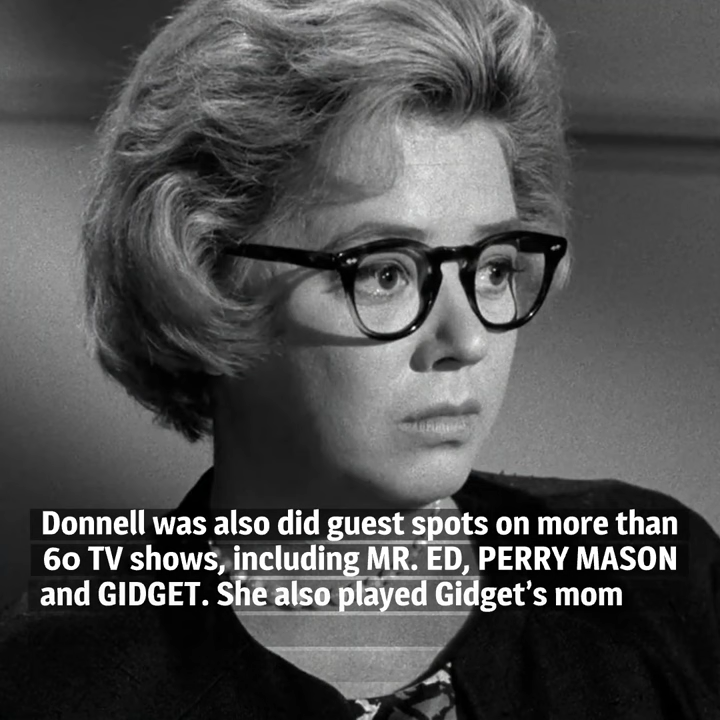 Donnell was also did guest spots on more than
60 TV shows, including MR. ED, PERRY MASON
and GIDGET. She also played Gidget's mom